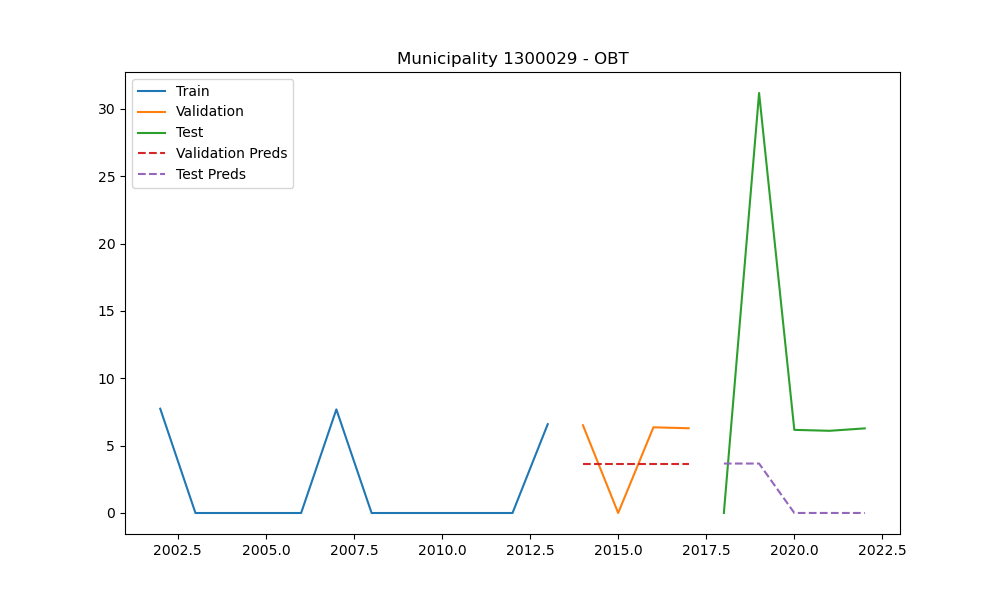 Municipality 1300029 - OBT
Train
Validation
Test
Validation Preds
Test Preds
30
25
20
15
10
5
0
2002.5 2005.0 2007.5 2010.0 2012.5 2015.0 2017.5 2020.0 2022.5